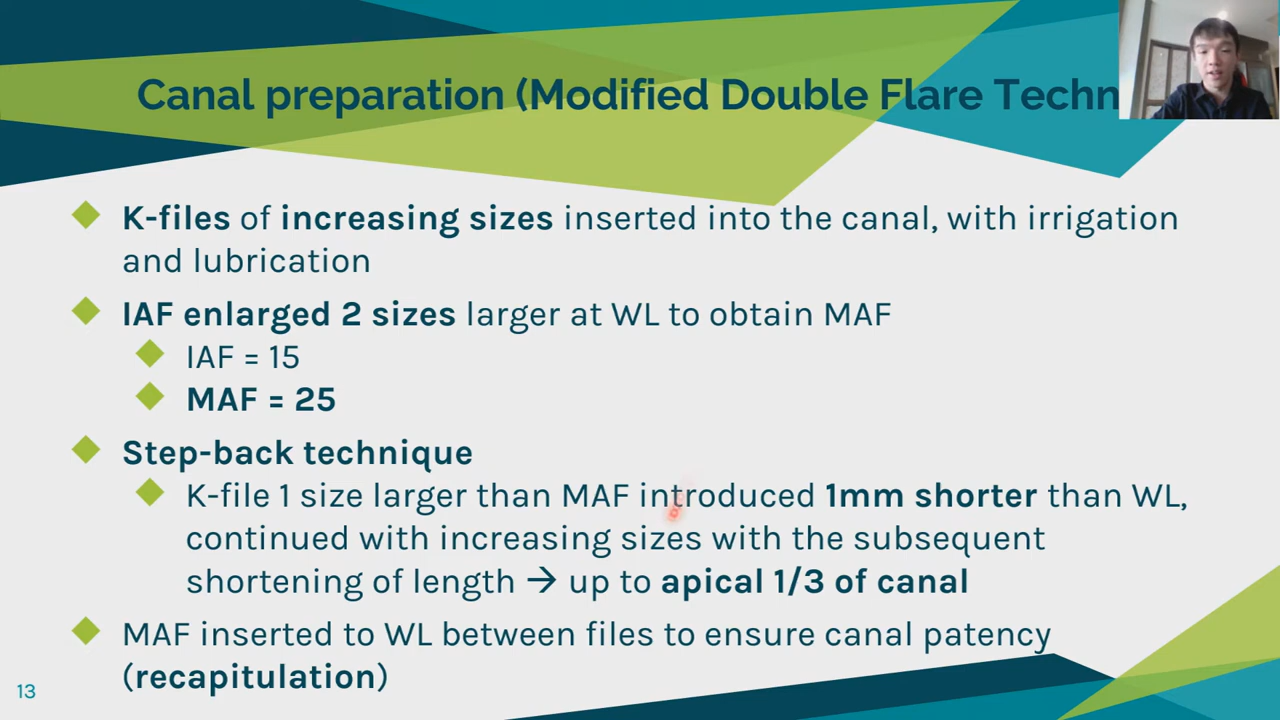 Canal preparation (Modified Double Flare Techn
K-files of increasing sizes inserted into the canal, with irrigation
and lubrication
IAF enlarged 2 sizes larger at WL to obtain MAF
IAF = 15
MAF = 25
Step-back technique
K-file 1 size larger than MAF introduced 1mm shorter than WL,
continued with increasing sizes with the subsequent
shortening of length → up to apical 1/3 of canal
MAF inserted to WL between files to ensure canal patency
(recapitulation)
13